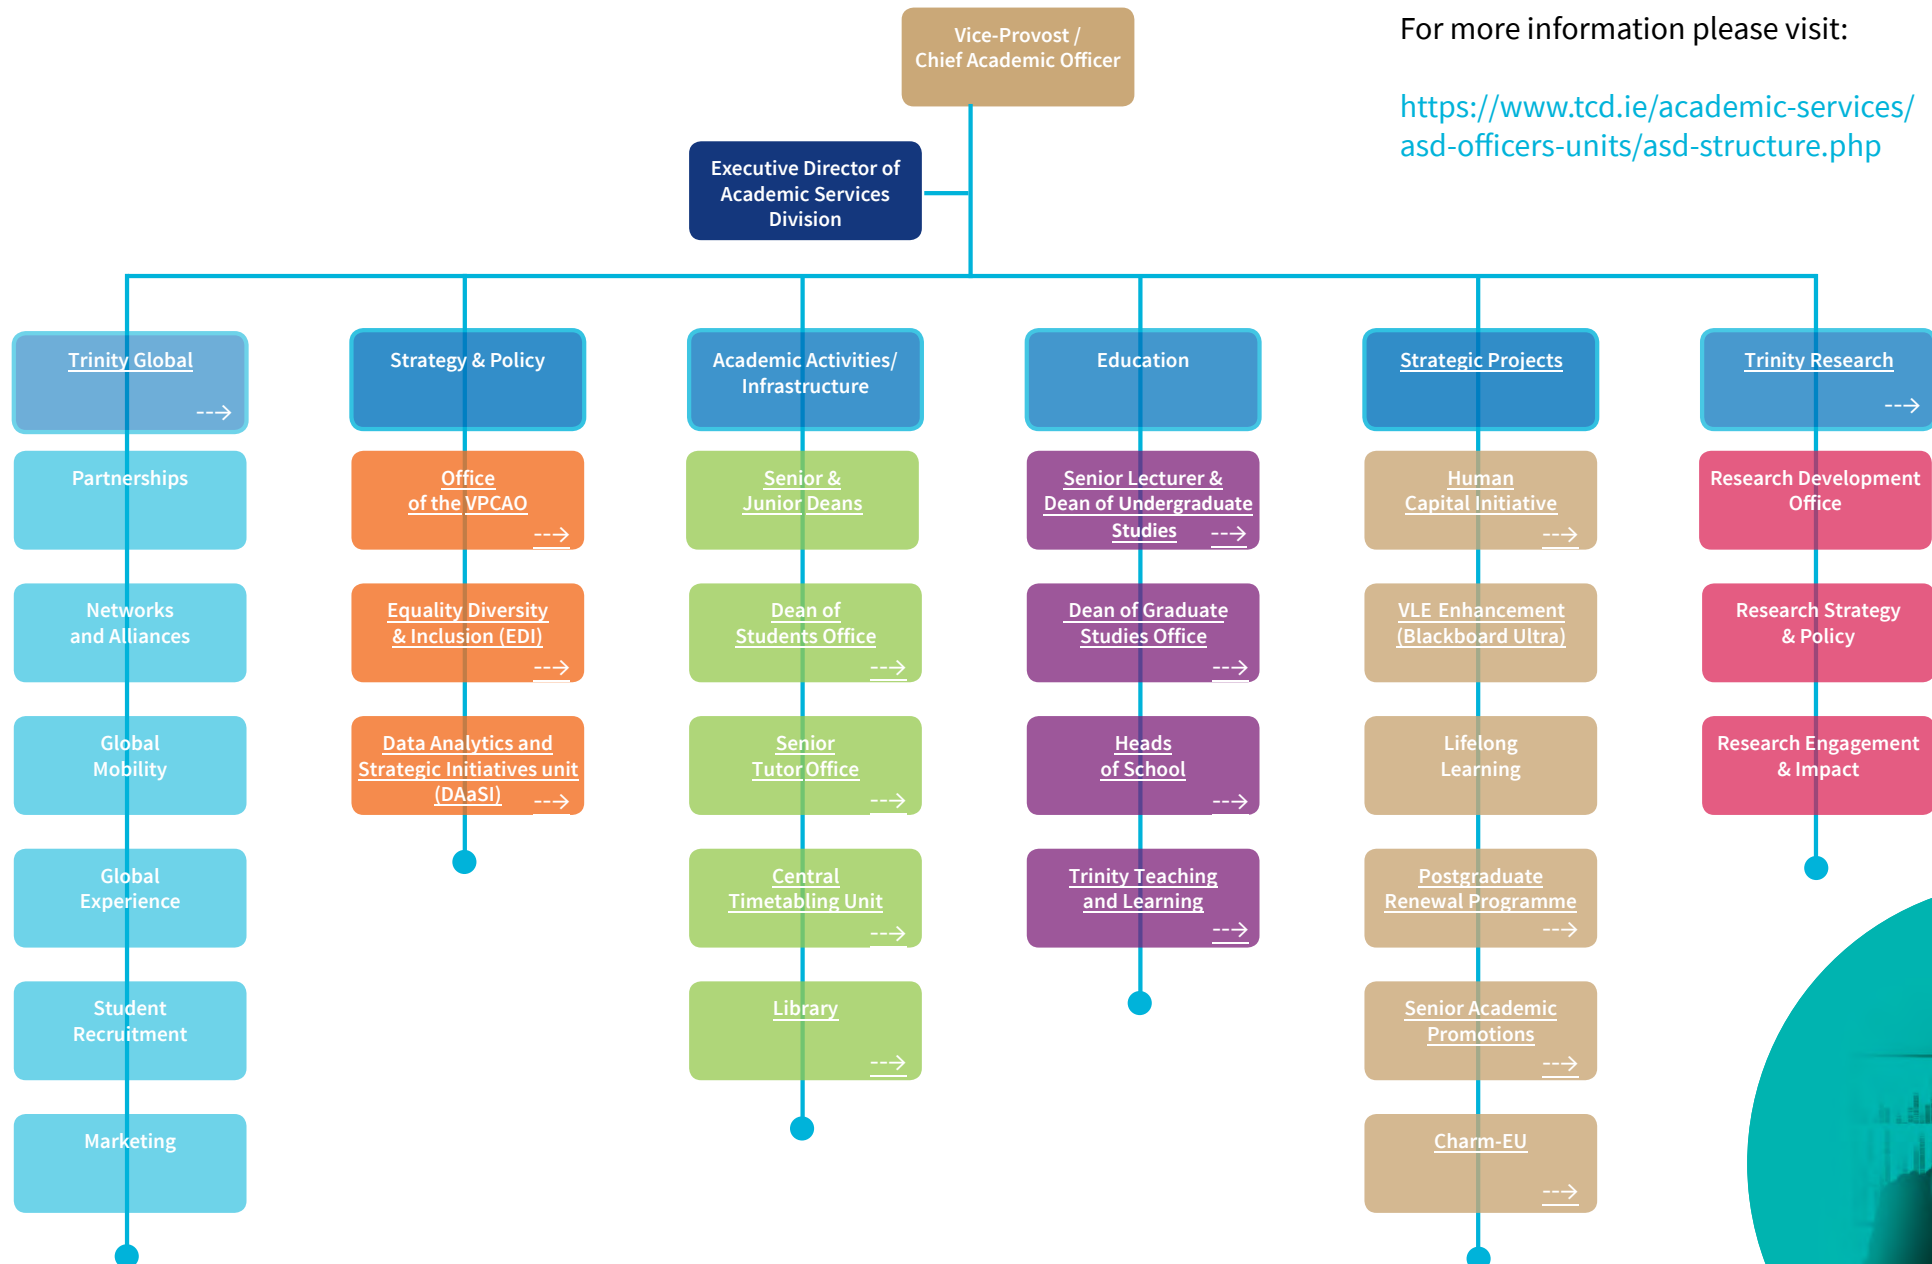 Vice-Provost /
Chief Academic Officer
For more information please visit:
https://www.tcd.ie/academic-services/
asd-officers-units/asd-structure.php
Executive Director of
Academic Services
Division
Trinity Global
--→
Partnerships
Networks
and Alliances
Global
Mobility
Global
Experience
Student
Recruitment
Marketing
Strategy & Policy
Office
of the VPCAO
--→
Equality Diversity
& Inclusion (EDI)
--→
Data Analytics and
Strategic Initiatives unit
(DAaSI) --→
Academic Activities/
Infrastructure
Senior &
Junior Deans
Dean of
Students Office
--→
Senior
Tutor Office
--→
Central
Timetabling Unit
--→
Library
--→
Education
Senior Lecturer &
Dean of Undergraduate
Studies --→
Dean of Graduate
Studies Office
--→
Heads
of School
--→
Trinity Teaching
and Learning
--→
Strategic Projects
Human
Capital Initiative
--→
VLE Enhancement
(Blackboard Ultra)
Lifelong
Learning
Postgraduate
Renewal Programme
--→
Senior Academic
Promotions
--→
Charm-EU
--→
Trinity Research
--→
Research Development
Office
Research Strategy
& Policy
Research Engagement
& Impact